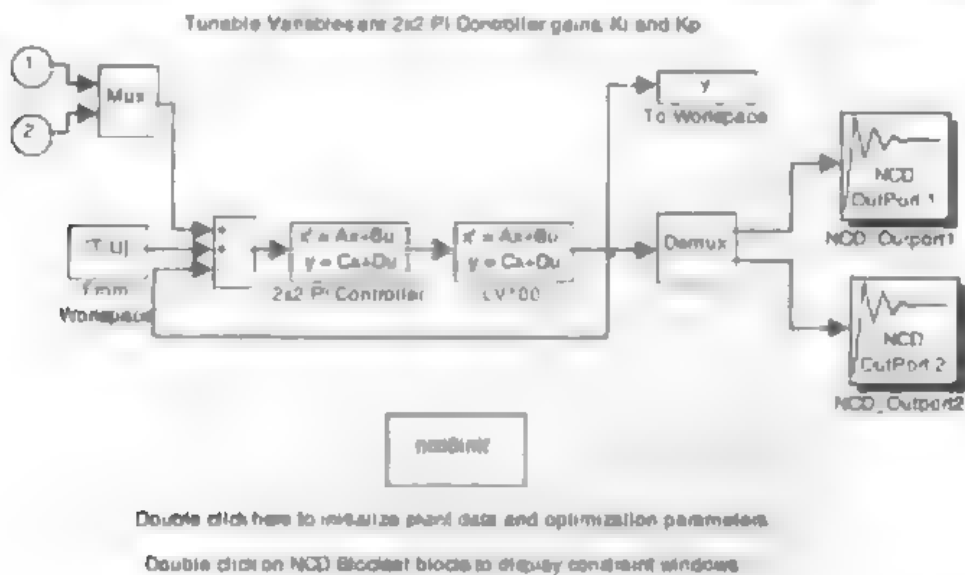 Tunable Variables are 2x2 PI Controller gains, Ki and Kp
1
2
Mux
y
To Workspace
NCD
OutPort 1
NCD_Outport1
[T,U]
From
Workspace
+
+
x' = Ax+Bu
y = Cx+Du
2x2 PI Controller
x' = Ax+Bu
y = Cx+Du
LV100
Demux
NCD
OutPort 2
NCD_Outport2
Double click here to initialize plant data and optimization parameters
Double click on NCD Blockset blocks to display constraint windows